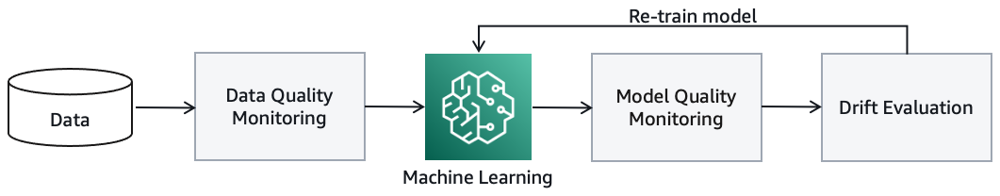 Re-train model
Data
Data Quality
Monitoring
Machine Learning
Model Quality
Monitoring
Drift Evaluation